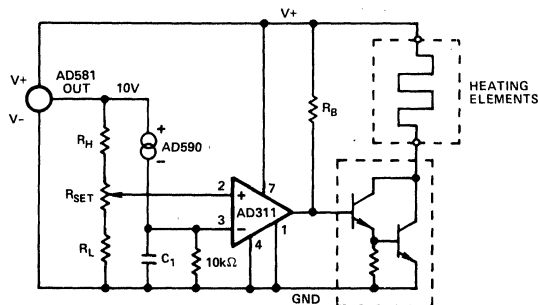 V+
AD581
V+
OUT
10V
V-
HEATING
ELEMENTS
RB
+
AD590
-
RH
7
2
+
RSET
AD311
3
-
1
4
RL
C1
10kΩ
GND